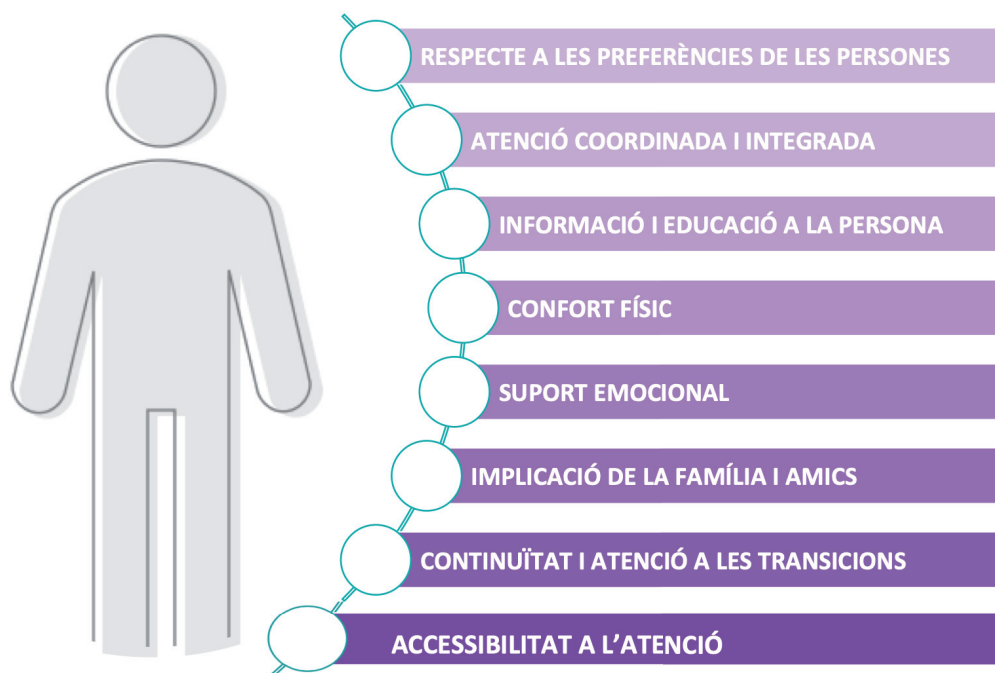 RESPECTE A LES PREFERÈNCIES DE LES PERSONES
ATENCIÓ COORDINADA I INTEGRADA
INFORMACIÓ I EDUCACIÓ A LA PERSONA
CONFORT FÍSIC
SUPORT EMOCIONAL
IMPLICACIÓ DE LA FAMÍLIA I AMICS
CONTINUÏTAT I ATENCIÓ A LES TRANSICIONS
ACCESSIBILITAT A L’ATENCIÓ